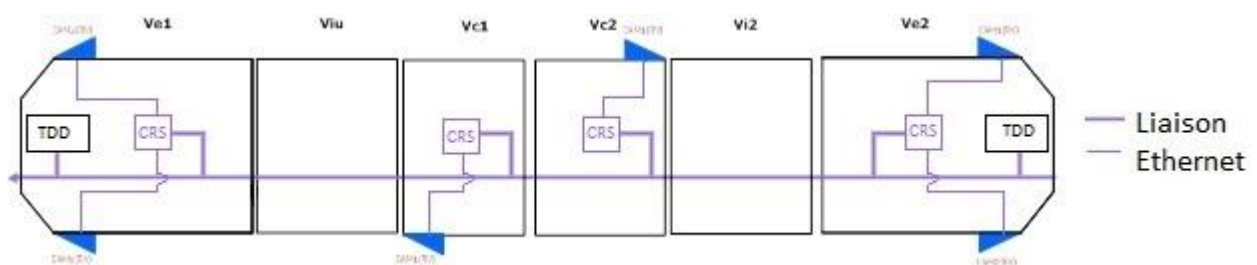 Ve1 Viu Vc1 Vc2 Vi2 Ve2
TDD CRS CRS CRS CRS TDD
Liaison
Ethernet